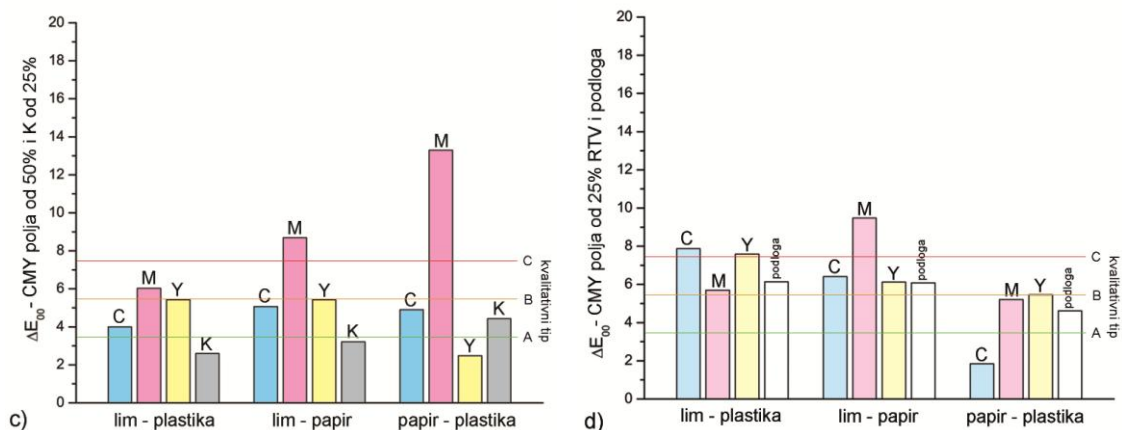 ΔE00 - CMY polja od 50% i K od 25%
20
18
16
14
12
10
8
6
4
2
0
C
M
Y
K
C
M
Y
K
C
M
Y
K
C
B
A
kvalitativni tip
lim - plastika
lim - papir
papir - plastika
c)
ΔE00 - CMY polja od 25% RTV i podloga
20
18
16
14
12
10
8
6
4
2
0
C
M
Y
podloga
C
M
Y
podloga
C
M
Y
podloga
C
B
A
kvalitativni tip
lim - plastika
lim - papir
papir - plastika
d)